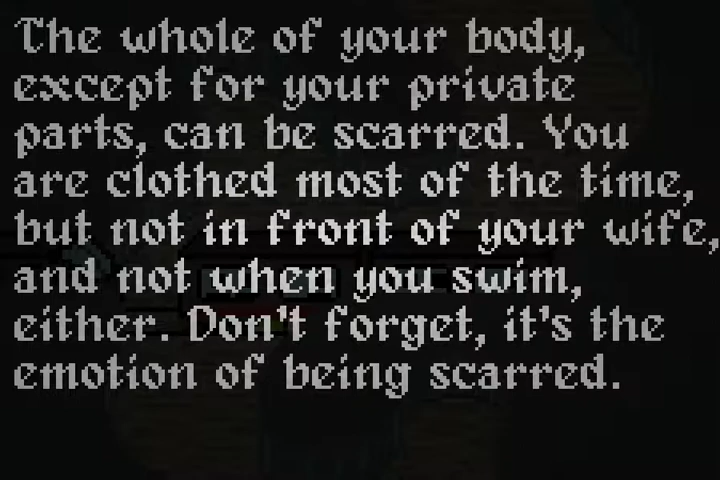 The whole of your body,
except for your private
parts, can be scarred. You
are clothed most of the time,
but not in front of your wife,
and not when you swim,
either. Don't forget, it's the
emotion of being scarred.